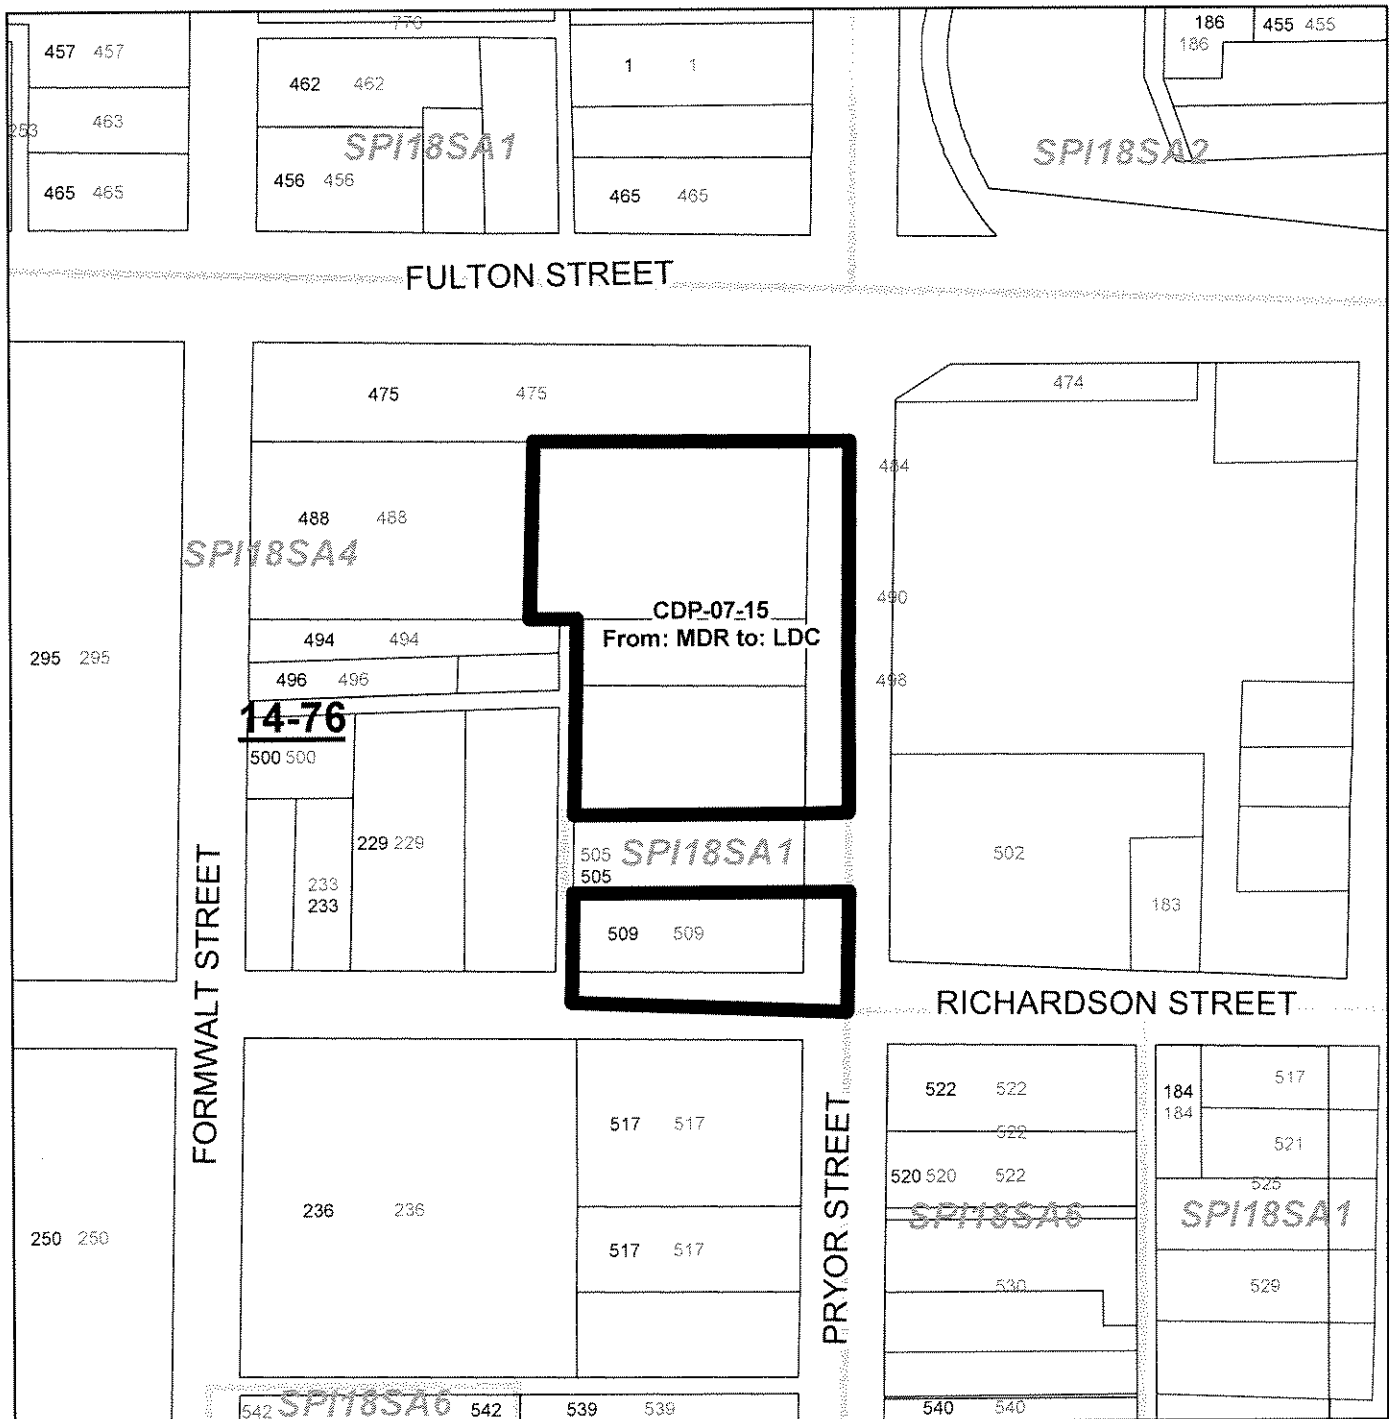 770
186 455 455
186
457 457
462 462
1 1
253
463
SPI18SA1
SPI18SA2
465 465
456 456
465 465
FULTON STREET
475 475
474
484
488 488
SPI18SA4
490
CDP-07-15
From: MDR to: LDC
494 494
295 295
496 496
498
14-76
500 500
229 229
505 SPI18SA1
505
502
233
233
183
509 509
FORMWALT STREET
RICHARDSON STREET
517 517
522 522
522
184
184
517
521
520 520 522
525
236 236
SPI18SA6
SPI18SA1
250 250
517 517
PRYOR STREET
530
529
542 SPI18SA6 542
539 539
540 540